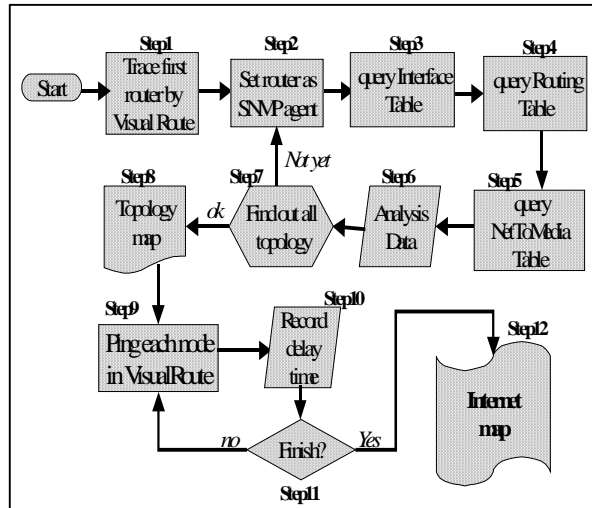 Start
Step1
Trace first
router by
Visual Route
Step2
Set router as
SNMP agent
Step3
query Interface
Table
Step4
query Routing
Table
Step5
query
NetToMedia
Table
Step6
Analysis
Data
Step7
Find out all
topology
Not yet
ok
Step8
Topology
map
Step9
Ping each node
in Visual Route
Step10
Record
delay
time
Step11
Finish?
no
Yes
Step12
Internet
map